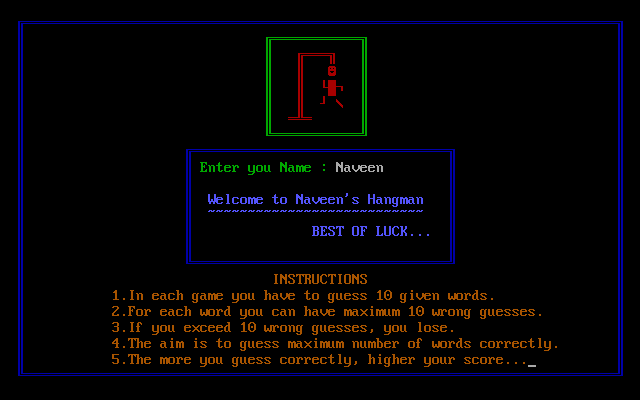 Enter you Name : Naveen
Welcome to Naveen's Hangman
~~~~~~~~~~~~~~~~~~~~~~~~~~~
BEST OF LUCK...
INSTRUCTIONS
1.In each game you have to guess 10 given words.
2.For each word you can have maximum 10 wrong guesses.
3.If you exceed 10 wrong guesses, you lose.
4.The aim is to guess maximum number of words correctly.
5.The more you guess correctly, higher your score..._